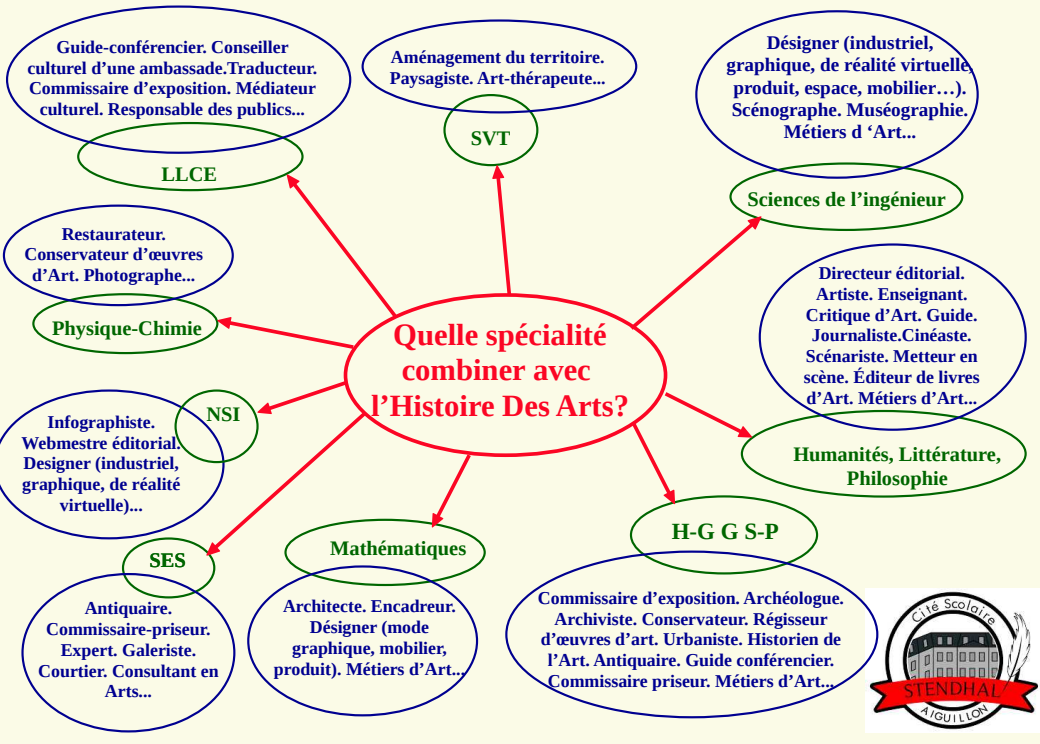 Guide-conférencier. Conseiller
culturel d’une ambassade.Traducteur.
Commissaire d’exposition. Médiateur
culturel. Responsable des publics...
LLCE
Aménagement du territoire.
Paysagiste. Art-thérapeute...
SVT
Désigner (industriel,
graphique, de réalité virtuelle,
produit, espace, mobilier…).
Scénographe. Muséographie.
Métiers d ‘Art...
Sciences de l’ingénieur
Restaurateur.
Conservateur d’œuvres
d’Art. Photographe...
Physique-Chimie
Quelle spécialité
combiner avec
l’Histoire Des Arts?
Directeur éditorial.
Artiste. Enseignant.
Critique d’Art. Guide.
Journaliste.Cinéaste.
Scénariste. Metteur en
scène. Éditeur de livres
d’Art. Métiers d’Art...
Humanités, Littérature,
Philosophie
NSI
Infographiste.
Webmestre éditorial.
Designer (industriel,
graphique, de réalité
virtuelle)...
SES
Antiquaire.
Commissaire-priseur.
Expert. Galeriste.
Courtier. Consultant en
Arts...
Mathématiques
Architecte. Encadreur.
Désigner (mode
graphique, mobilier,
produit). Métiers d’Art...
H-G G S-P
Commissaire d’exposition. Archéologue.
Archiviste. Conservateur. Régisseur
d’œuvres d’art. Urbaniste. Historien de
l’Art. Antiquaire. Guide conférencier.
Commissaire priseur. Métiers d’Art...
Cité Scolaire
STENDHAL
AIGUILLON